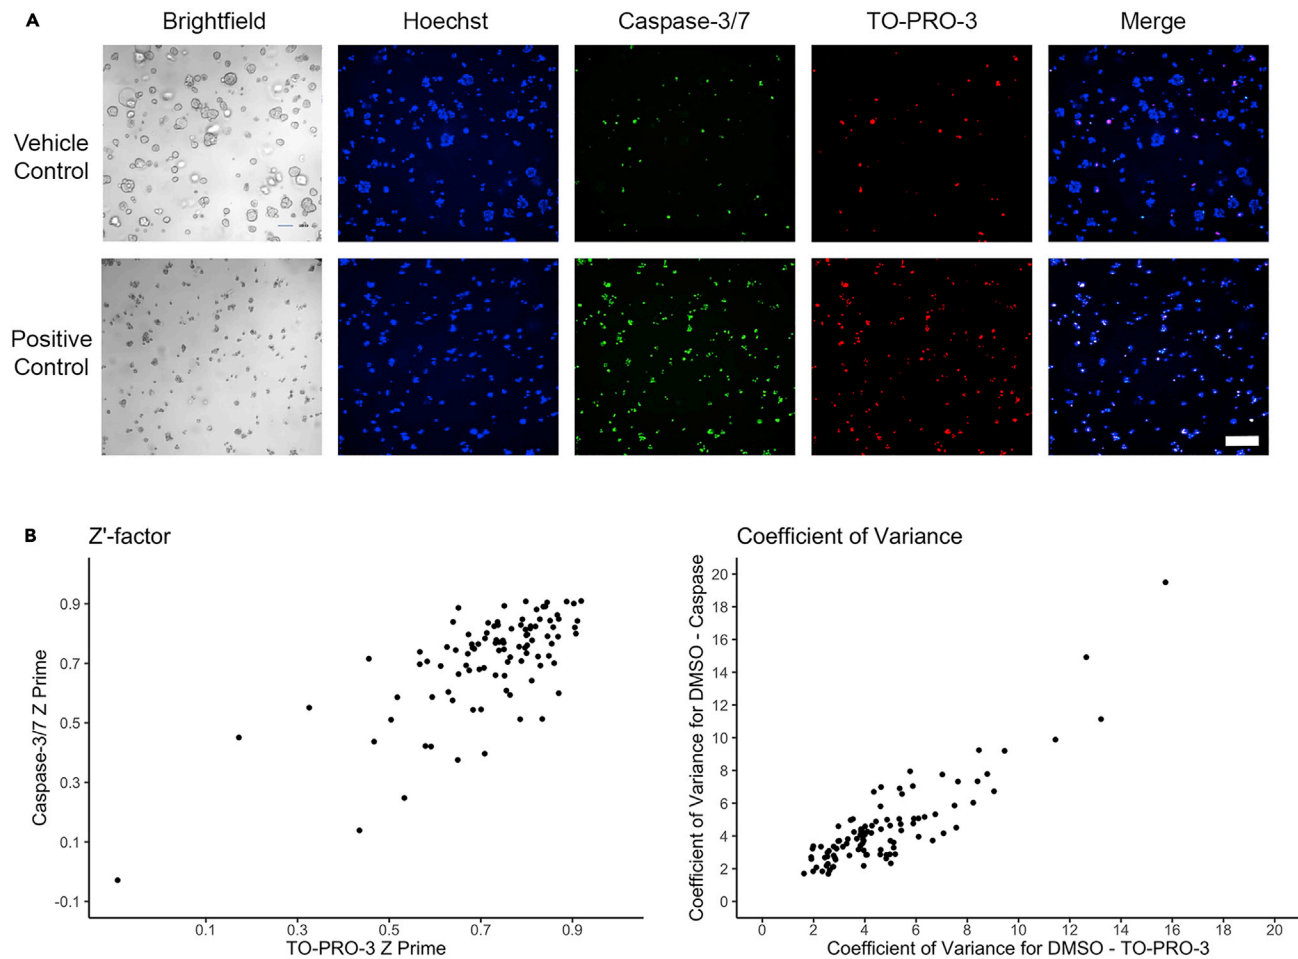 A
Brightfield
Hoechst
Caspase-3/7
TO-PRO-3
Merge
Vehicle
Control
Positive
Control
B
Z'-factor
Caspase-3/7 Z Prime
0.9
0.7
0.5
0.3
0.1
-0.1
0.1
0.3
0.5
0.7
0.9
TO-PRO-3 Z Prime
Coefficient of Variance
Coefficient of Variance for DMSO - Caspase
20
18
16
14
12
10
8
6
4
2
0
0
2
4
6
8
10
12
14
16
18
20
Coefficient of Variance for DMSO - TO-PRO-3